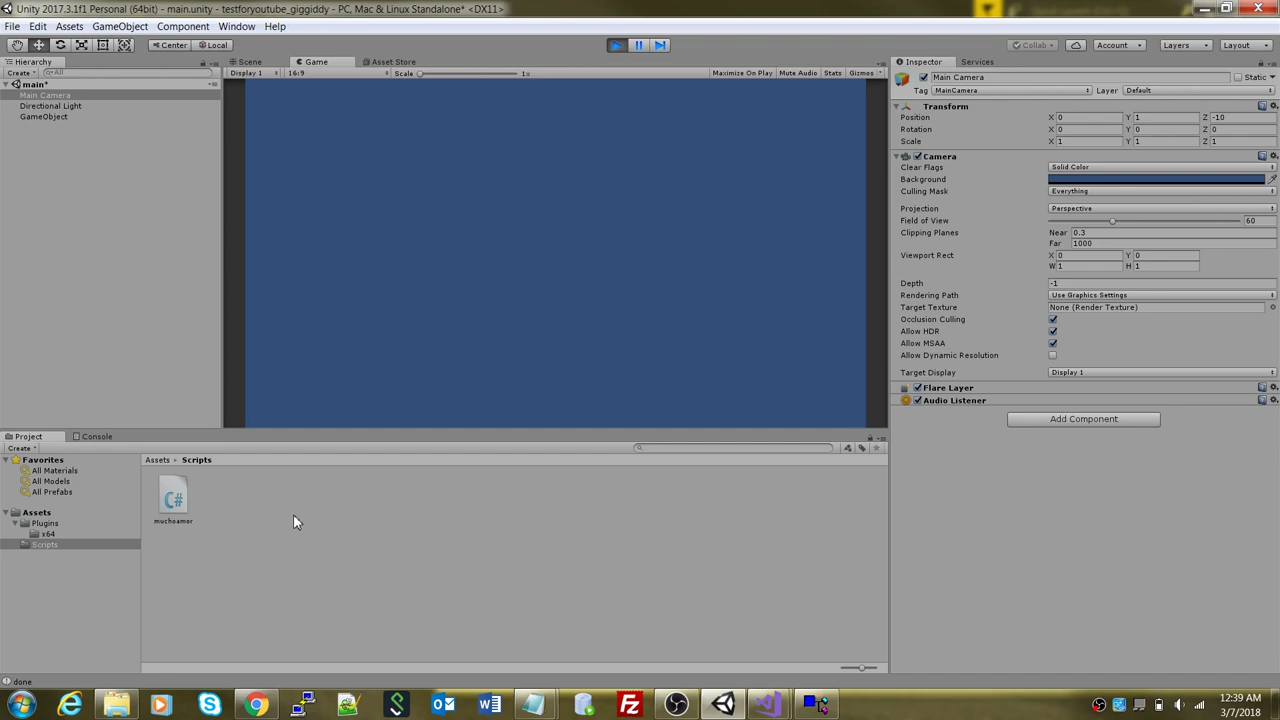 Unity 2017.3.1f1 Personal (64bit) - main.unity - testforyoutube_giggiddy - PC, Mac & Linux Standalone* <DX11>
File Edit Assets GameObject Component Window Help
Center Local Collab Account Layers Layout
Hierarchy
Create All
main*
Main Camera
Directional Light
GameObject
Scene Game Asset Store
Display 1 16:9 Scale 1x Maximize On Play Mute Audio Stats Gizmos
Inspector Services
Main Camera Static
Tag MainCamera Layer Default
Transform
Position X 0 Y 1 Z -10
Rotation X 0 Y 0 Z 0
Scale X 1 Y 1 Z 1
Camera
Clear Flags Solid Color
Background
Culling Mask Everything
Projection Perspective
Field of View 60
Clipping Planes Near 0.3
Far 1000
Viewport Rect X 0 Y 0
W 1 H 1
Depth -1
Rendering Path Use Graphics Settings
Target Texture None (Render Texture)
Occlusion Culling
Allow HDR
Allow MSAA
Allow Dynamic Resolution
Target Display Display 1
Flare Layer
Audio Listener
Add Component
Project Console
Create
Favorites
All Materials
All Models
All Prefabs
Assets
Plugins
x64
Scripts
Assets Scripts
C#
muchoamor
done
12:39 AM
3/7/2018